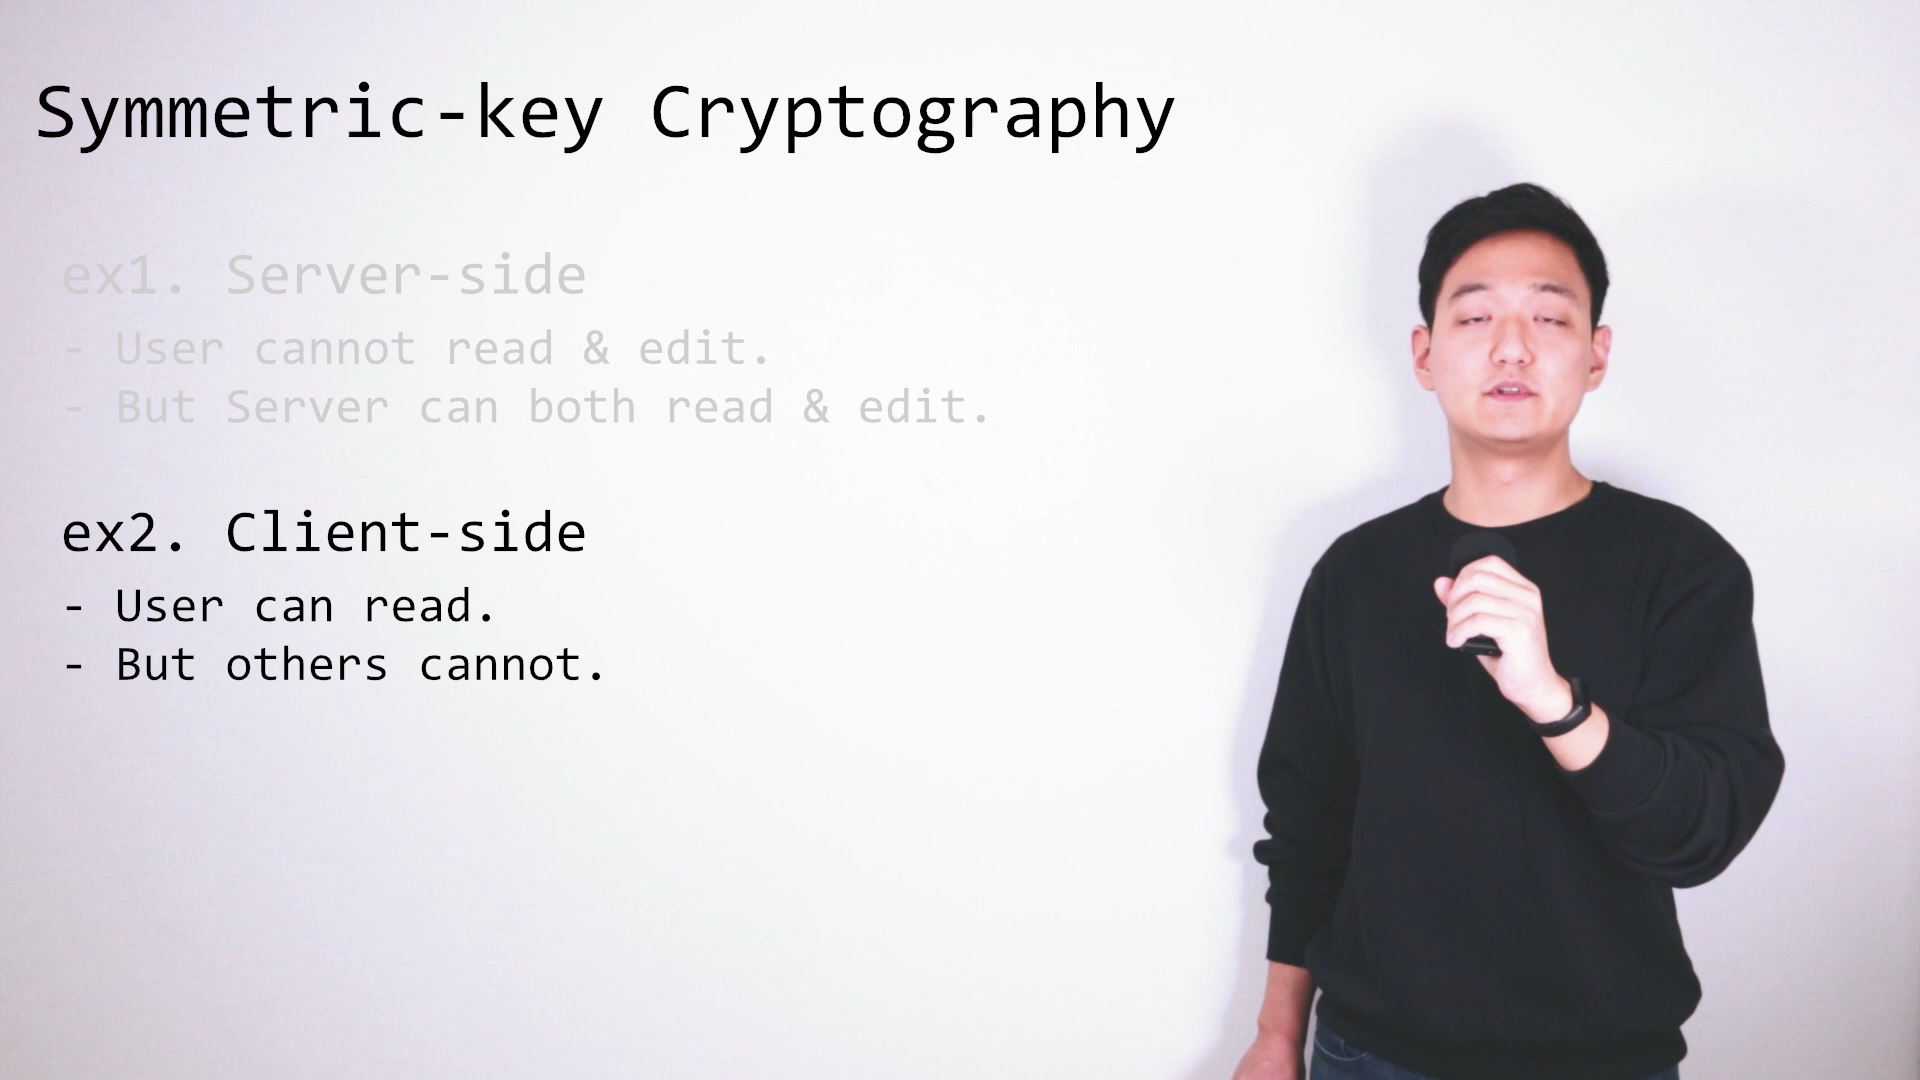 Symmetric-key Cryptography
ex1. Server-side
- User cannot read & edit.
- But Server can both read & edit.
ex2. Client-side
- User can read.
- But others cannot.